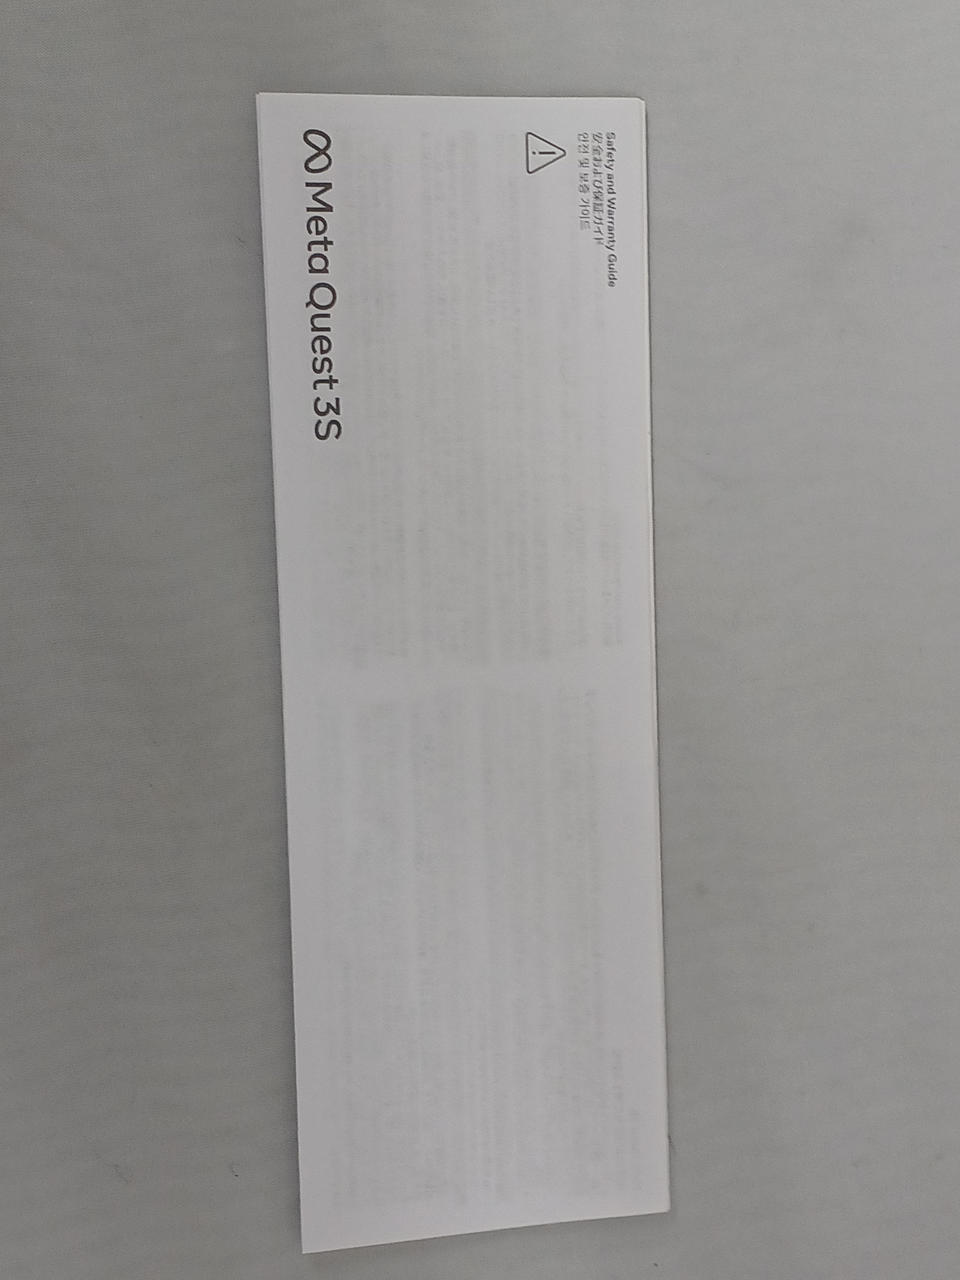 Safety and Warranty Guide
安全および保証ガイド
안전 및 보증 가이드
Meta Quest 3S